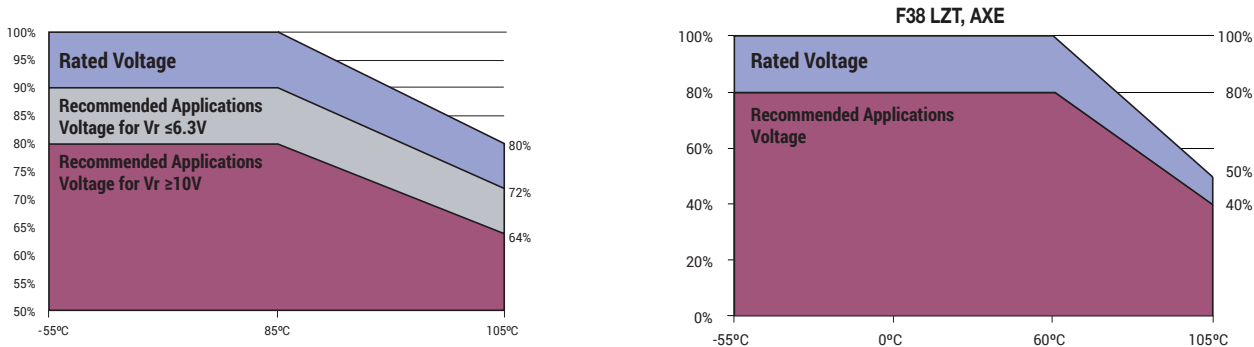 100%
95%
90%
85%
80%
75%
70%
65%
60%
55%
50%
Rated Voltage
Recommended Applications
Voltage for Vr ≤6.3V
Recommended Applications
Voltage for Vr ≥10V
80%
72%
64%
-55ºC
85ºC
105ºC
F38 LZT, AXE
100%
80%
60%
40%
20%
0%
Rated Voltage
Recommended Applications
Voltage
100%
80%
50%
40%
-55ºC
0ºC
60ºC
105ºC